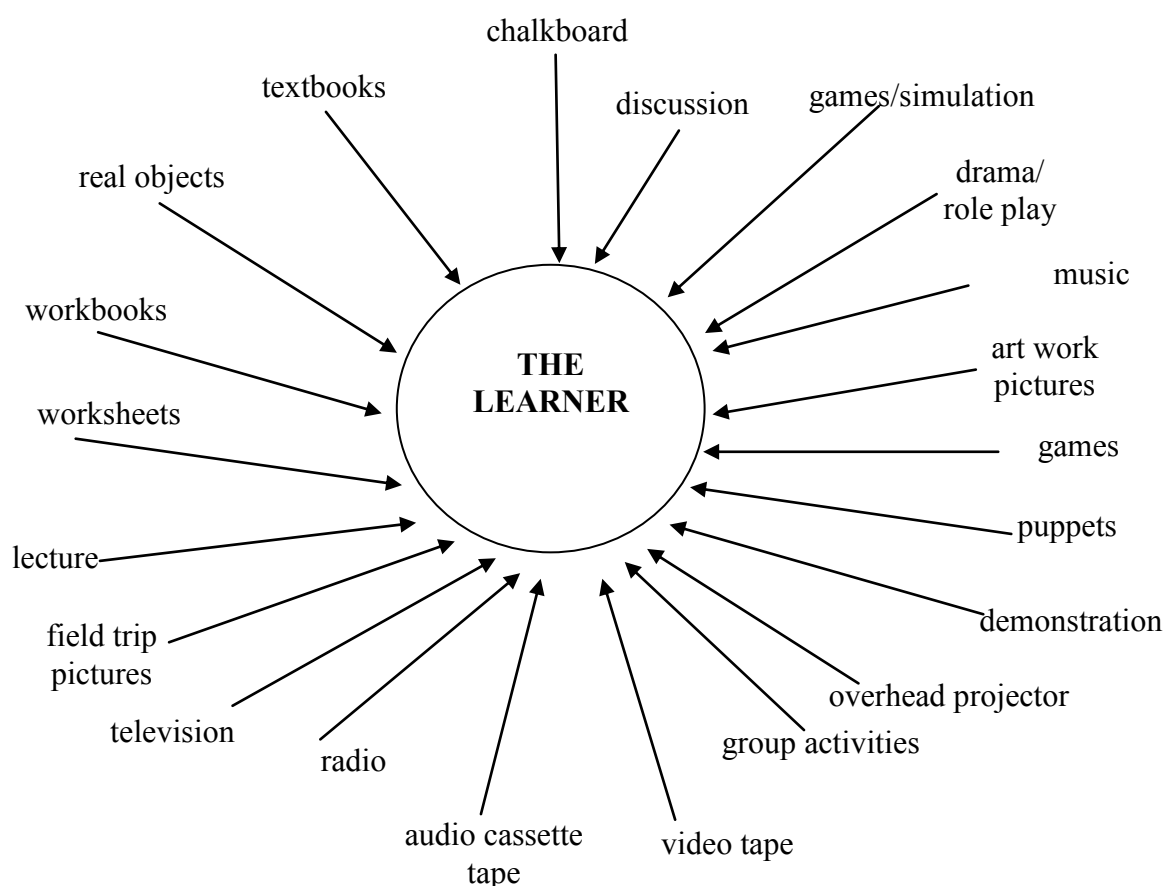 chalkboard
textbooks
discussion
games/simulation
real objects
drama/
role play
music
workbooks
THE
LEARNER
art work
pictures
worksheets
games
puppets
lecture
demonstration
field trip
pictures
overhead projector
television
group activities
radio
audio cassette
tape
video tape